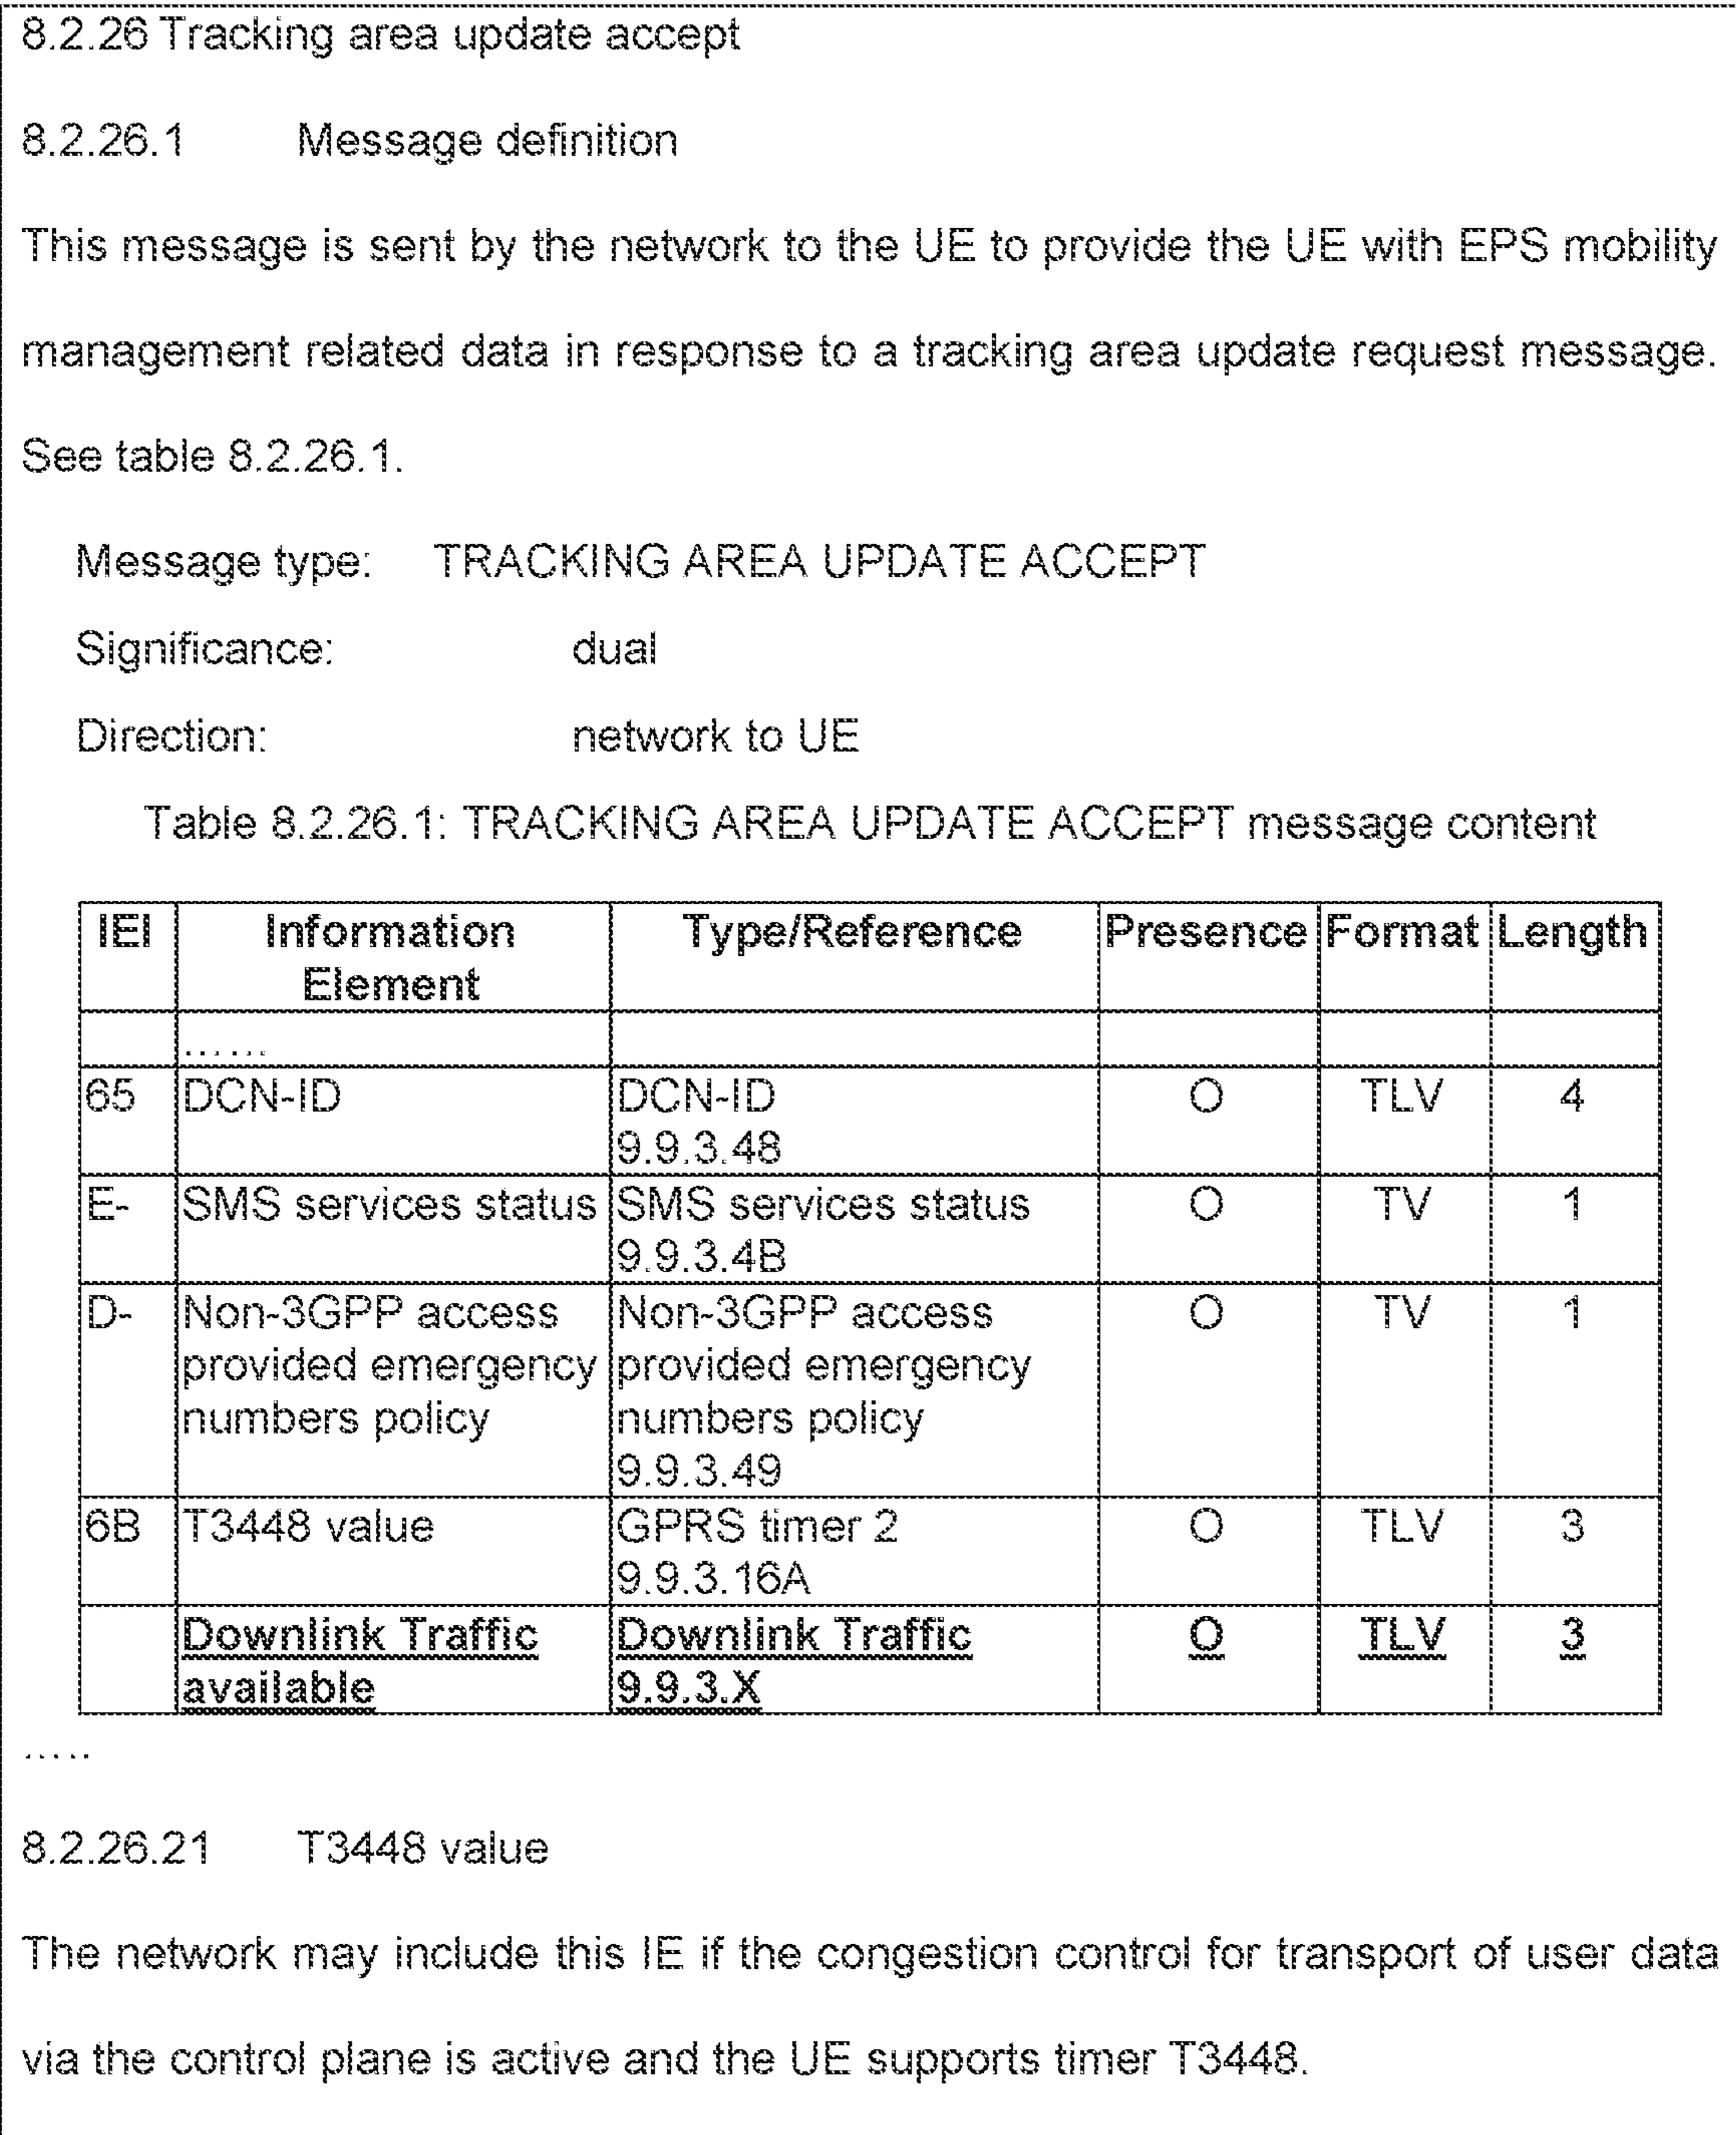 8.2.26 Tracking area update accept
8.2.26.1 Message definition
This message is sent by the network to the UE to provide the UE with EPS mobility
management related data in response to a tracking area update request message.
See table 8.2.26.1.
Message type: TRACKING AREA UPDATE ACCEPT
Significance: dual
Direction: network to UE
Table 8.2.26.1: TRACKING AREA UPDATE ACCEPT message content
IEI Information Type/Reference Presence Format Length
Element
......
65 DCN-ID DCN-ID O TLV 4
9.9.3.48
E- SMS services status SMS services status O TV 1
9.9.3.4B
D- Non-3GPP access Non-3GPP access O TV 1
provided emergency provided emergency
numbers policy numbers policy
9.9.3.49
6B T3448 value GPRS timer 2 O TLV 3
9.9.3.16A
Downlink Traffic Downlink Traffic O TLV 3
available 9.9.3.X
.....
8.2.26.21 T3448 value
The network may include this IE if the congestion control for transport of user data
via the control plane is active and the UE supports timer T3448.